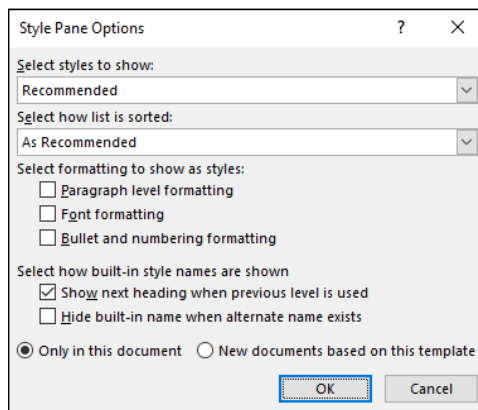 Style Pane Options ?
Select styles to show:
Recommended
Select how list is sorted:
As Recommended
Select formatting to show as styles:
Paragraph level formatting
Font formatting
Bullet and numbering formatting
Select how built-in style names are shown
Show next heading when previous level is used
Hide built-in name when alternate name exists
Only in this document New documents based on this template
OK Cancel